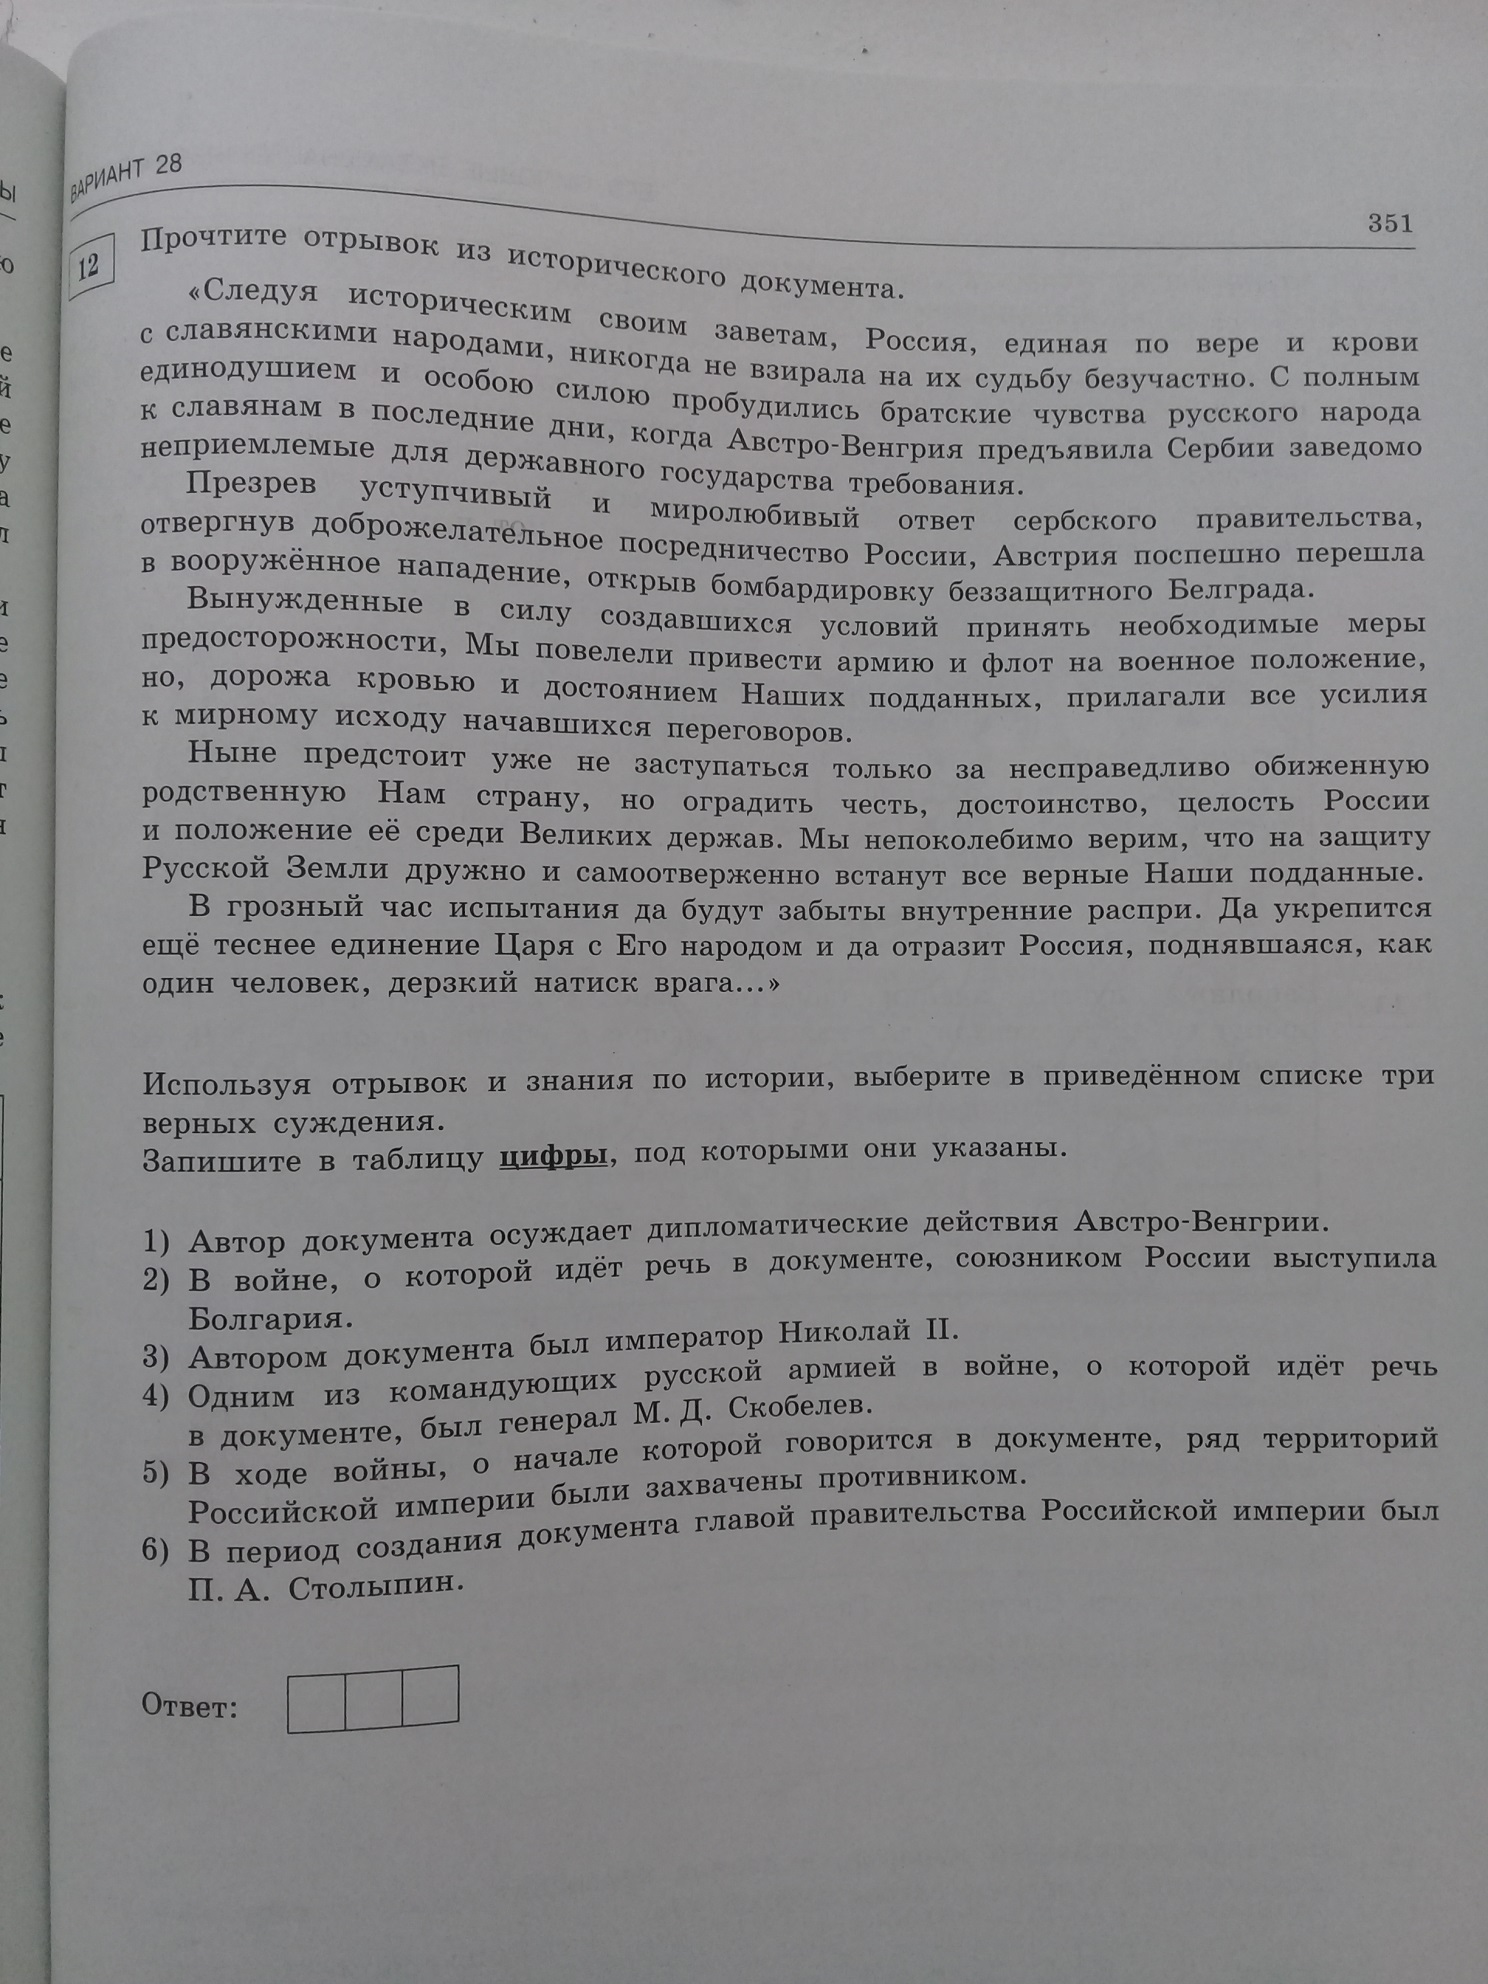 ВАРИАНТ 28
351
12
Прочтите отрывок из исторического документа.
«Следуя историческим своим заветам, Россия, единая по вере и крови
с славянскими народами, никогда не взирала на их судьбу безучастно. С полным
единодушием и особою силою пробудились братские чувства русского народа
к славянам в последние дни, когда Австро-Венгрия предъявила Сербии заведомо
неприемлемые для державного государства требования.
Презрев уступчивый и миролюбивый ответ сербского правительства,
отвергнув доброжелательное посредничество России, Австрия поспешно перешла
в вооружённое нападение, открыв бомбардировку беззащитного Белграда.
Вынужденные в силу создавшихся условий принять необходимые меры
предосторожности, Мы повелели привести армию и флот на военное положение,
но, дорожа кровью и достоянием Наших подданных, прилагали все усилия
к мирному исходу начавшихся переговоров.
Ныне предстоит уже не заступаться только за несправедливо обиженную
родственную Нам страну, но оградить честь, достоинство, целость России
и положение её среди Великих держав. Мы непоколебимо верим, что на защиту
Русской Земли дружно и самоотверженно встанут все верные Наши подданные.
В грозный час испытания да будут забыты внутренние распри. Да укрепится
ещё теснее единение Царя с Его народом и да отразит Россия, поднявшаяся, как
один человек, дерзкий натиск врага...»
Используя отрывок и знания по истории, выберите в приведённом списке три
верных суждения.
Запишите в таблицу цифры, под которыми они указаны.
1) Автор документа осуждает дипломатические действия Австро-Венгрии.
2) В войне, о которой идёт речь в документе, союзником России выступила
Болгария.
3) Автором документа был император Николай II.
4) Одним из командующих русской армией в войне, о которой идёт речь
в документе, был генерал М. Д. Скобелев.
5) В ходе войны, о начале которой говорится в документе, ряд территорий
Российской империи были захвачены противником.
6) В период создания документа главой правительства Российской империи был
П. А. Столыпин.
Ответ: